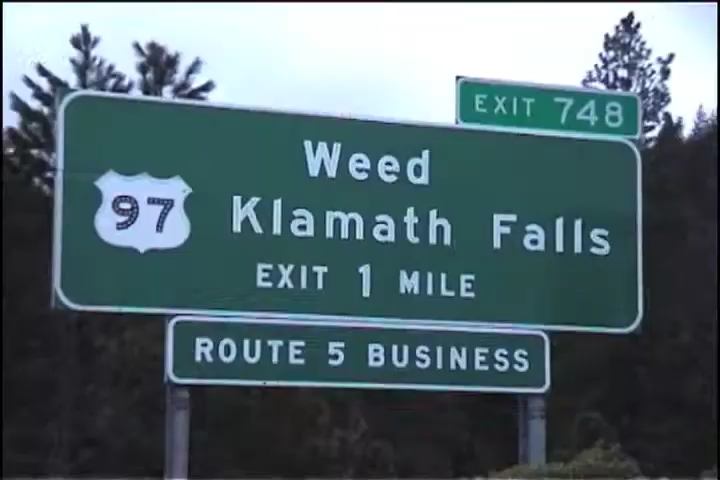 EXIT 748
Weed
97 Klamath Falls
EXIT 1 MILE
ROUTE 5 BUSINESS